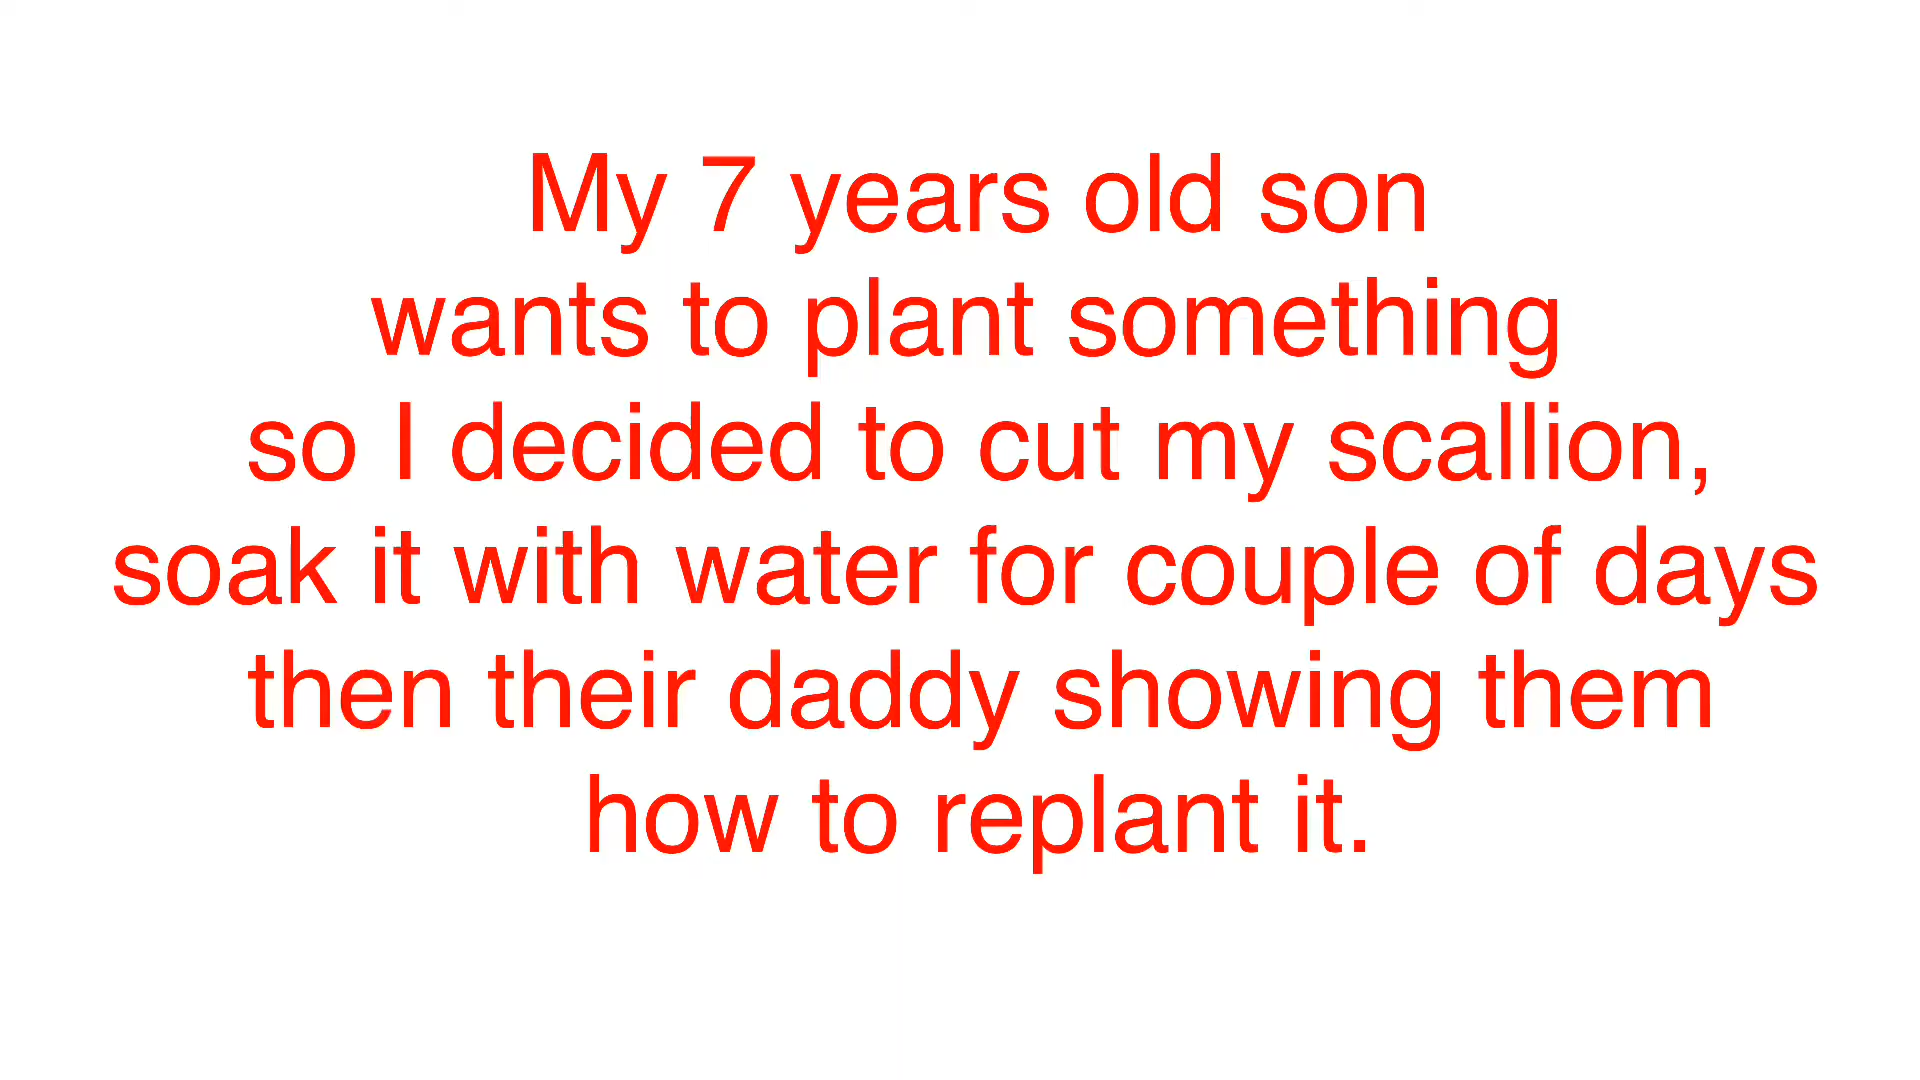 My 7 years old son
wants to plant something
so I decided to cut my scallion,
soak it with water for couple of days
then their daddy showing them
how to replant it.